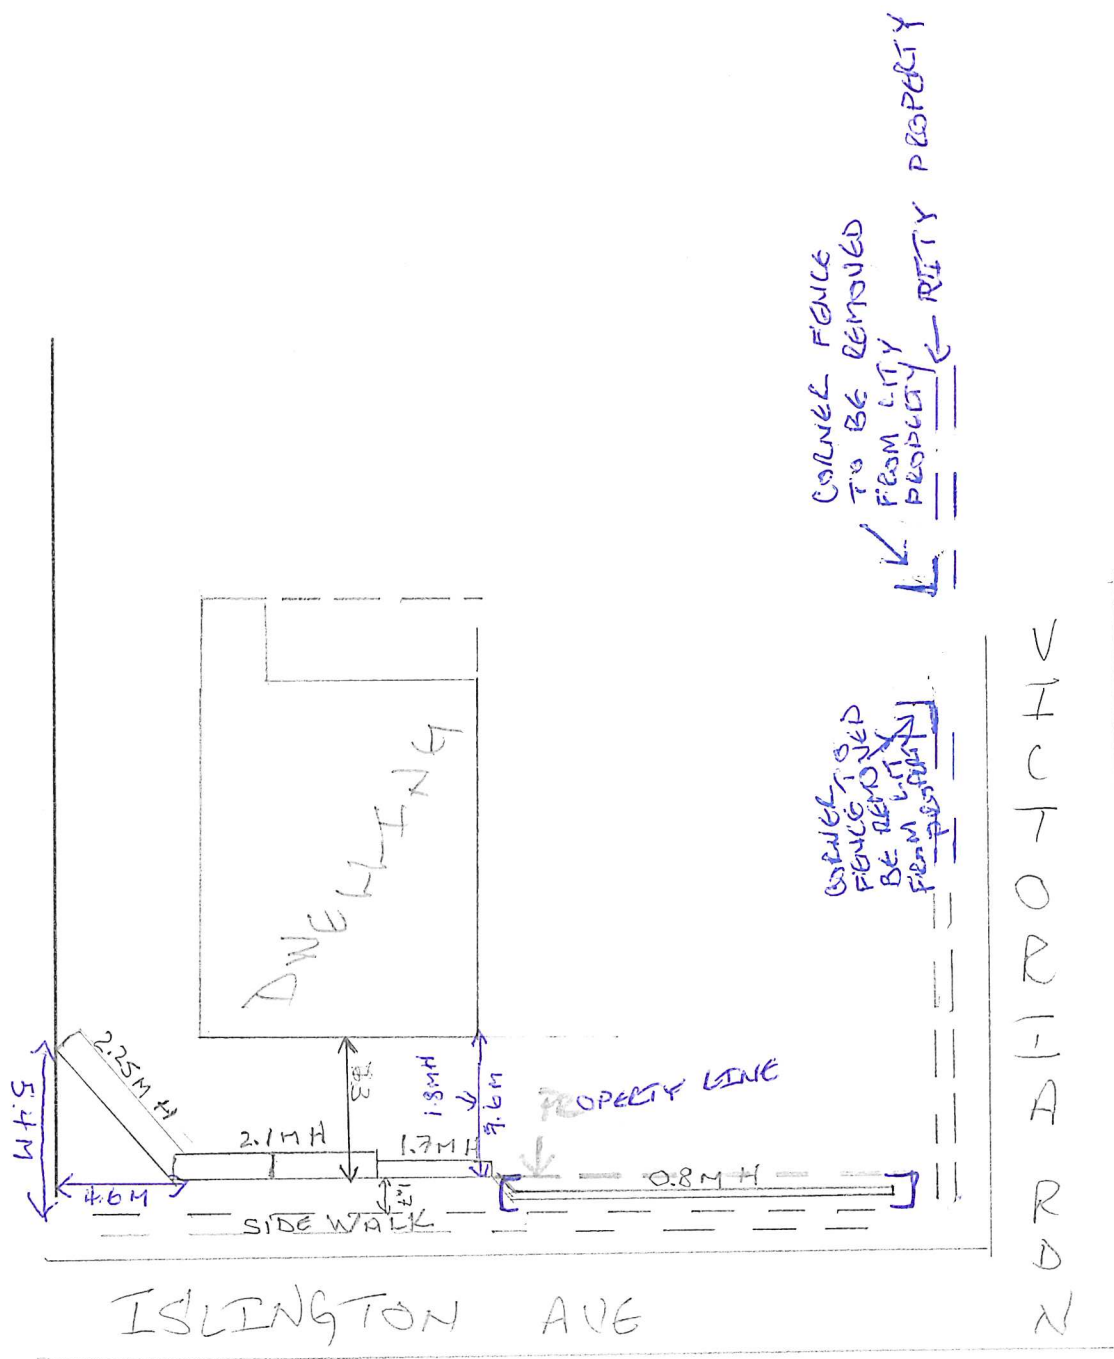 CORNER FENCE
TO BE REMOVED
FROM CITY
PROPERTY
PROPERTY
CORNER
FENCE TO
BE REMOVED
FROM CITY
PROPERTY
VICTORIA
RD
N
DWELLING
2.25M H
5.4M
4.6M
2.1M H
1.7M H
1.8M H
9.6M
PROPERTY LINE
0.8M H
SIDE WALK
ISLINGTON AVE